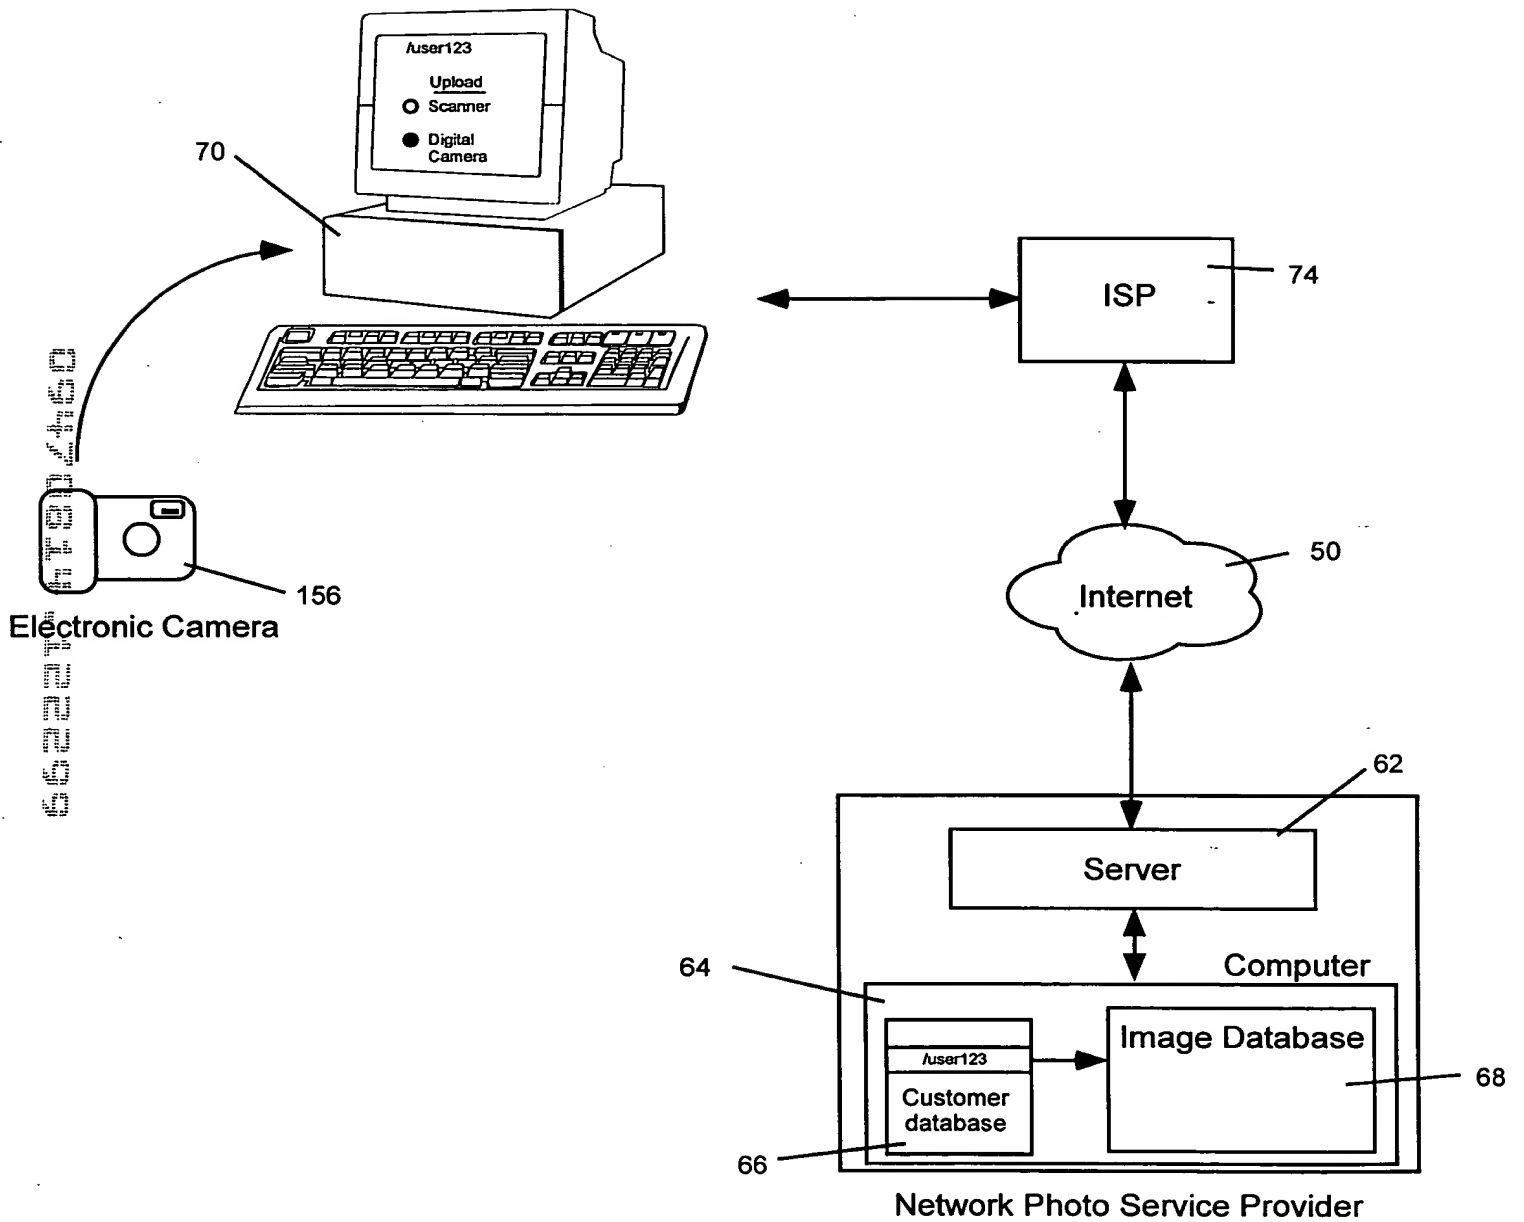 /user123
Upload
Scanner
Digital
Camera
70
ISP
74
50
Internet
156
Electronic Camera
62
Server
64
Computer
Image Database
/user123
Customer
database
68
66
Network Photo Service Provider